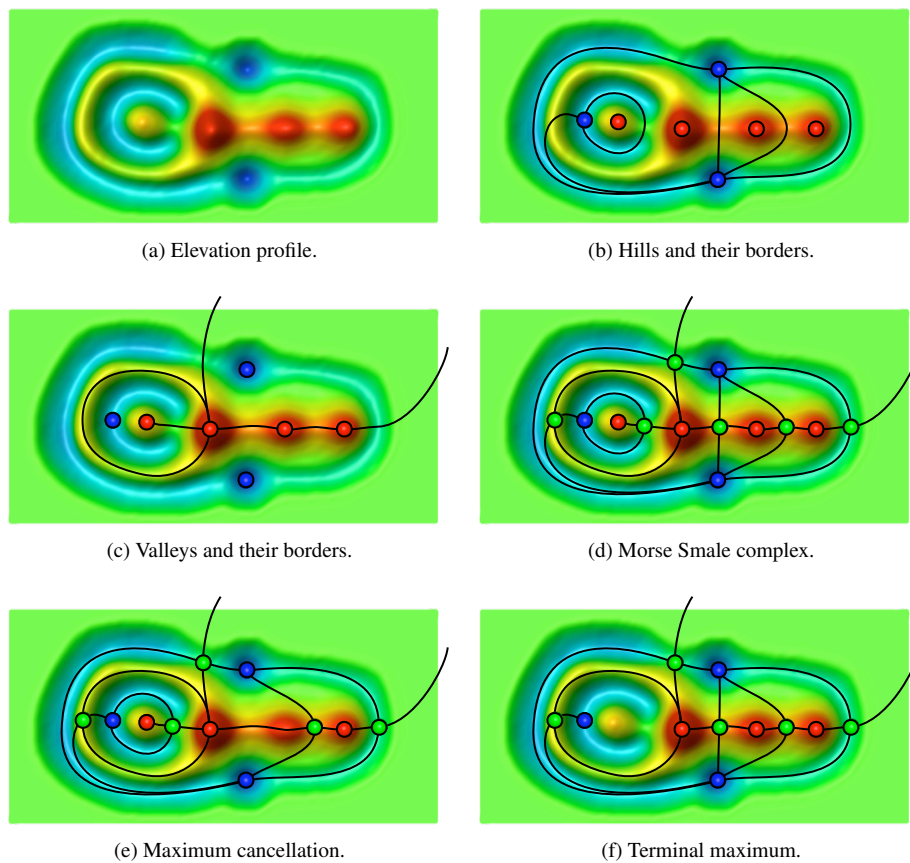 (a) Elevation profile.
(b) Hills and their borders.
(c) Valleys and their borders.
(d) Morse Smale complex.
(e) Maximum cancellation.
(f) Terminal maximum.